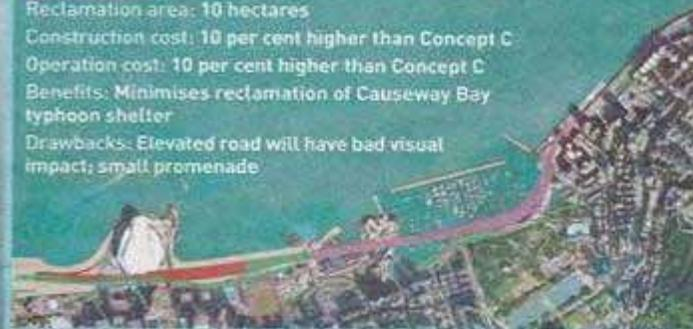 Reclamation area: 10 hectares
Construction cost: 10 per cent higher than Concept C
Operation cost: 10 per cent higher than Concept C
Benefits: Minimises reclamation of Causeway Bay
typhoon shelter
Drawbacks: Elevated road will have bad visual
impact; small promenade